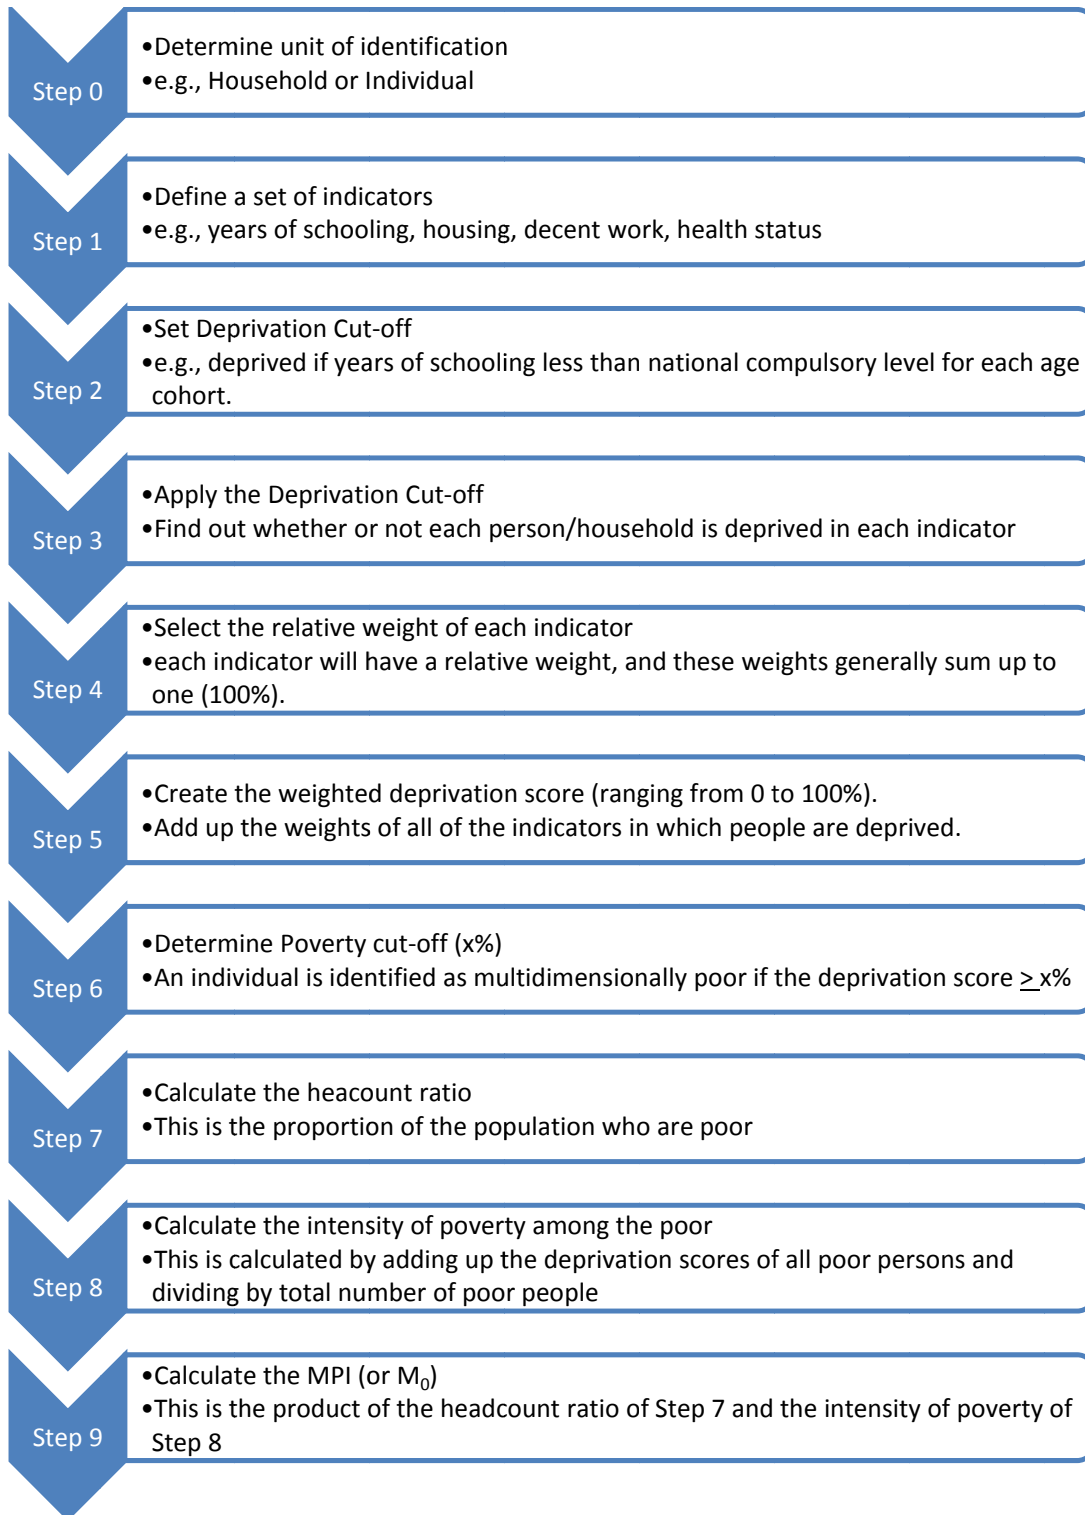 Step 0
•Determine unit of identification
•e.g., Household or Individual
Step 1
•Define a set of indicators
•e.g., years of schooling, housing, decent work, health status
Step 2
•Set Deprivation Cut-off
•e.g., deprived if years of schooling less than national compulsory level for each age
cohort.
Step 3
•Apply the Deprivation Cut-off
•Find out whether or not each person/household is deprived in each indicator
Step 4
•Select the relative weight of each indicator
•each indicator will have a relative weight, and these weights generally sum up to
one (100%).
Step 5
•Create the weighted deprivation score (ranging from 0 to 100%).
•Add up the weights of all of the indicators in which people are deprived.
Step 6
•Determine Poverty cut-off (x%)
•An individual is identified as multidimensionally poor if the deprivation score > x%
Step 7
•Calculate the heacount ratio
•This is the proportion of the population who are poor
Step 8
•Calculate the intensity of poverty among the poor
•This is calculated by adding up the deprivation scores of all poor persons and
dividing by total number of poor people
Step 9
•Calculate the MPI (or M₀)
•This is the product of the headcount ratio of Step 7 and the intensity of poverty of
Step 8